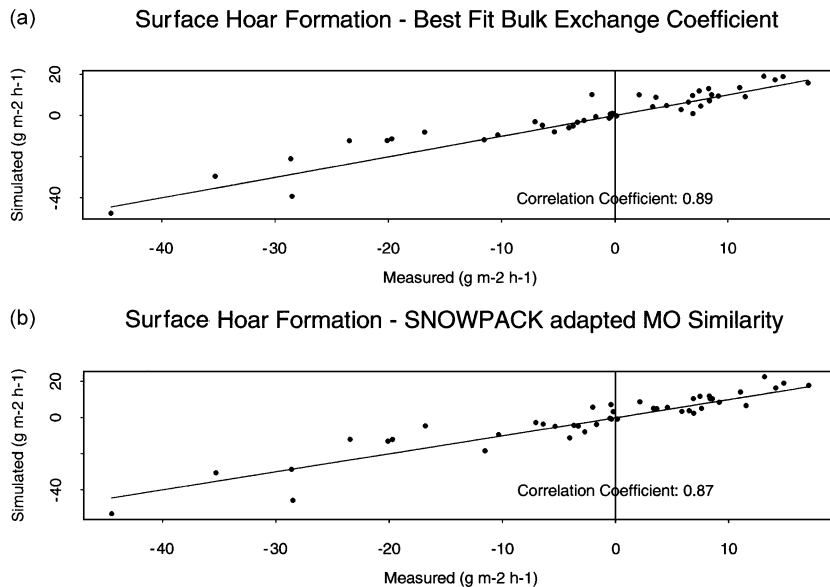 (a)
Surface Hoar Formation - Best Fit Bulk Exchange Coefficient
Simulated (g m-2 h-1)
20
0
-40
Correlation Coefficient: 0.89
-40 -30 -20 -10 0 10
Measured (g m-2 h-1)
(b)
Surface Hoar Formation - SNOWPACK adapted MO Similarity
Simulated (g m-2 h-1)
20
0
-40
Correlation Coefficient: 0.87
-40 -30 -20 -10 0 10
Measured (g m-2 h-1)